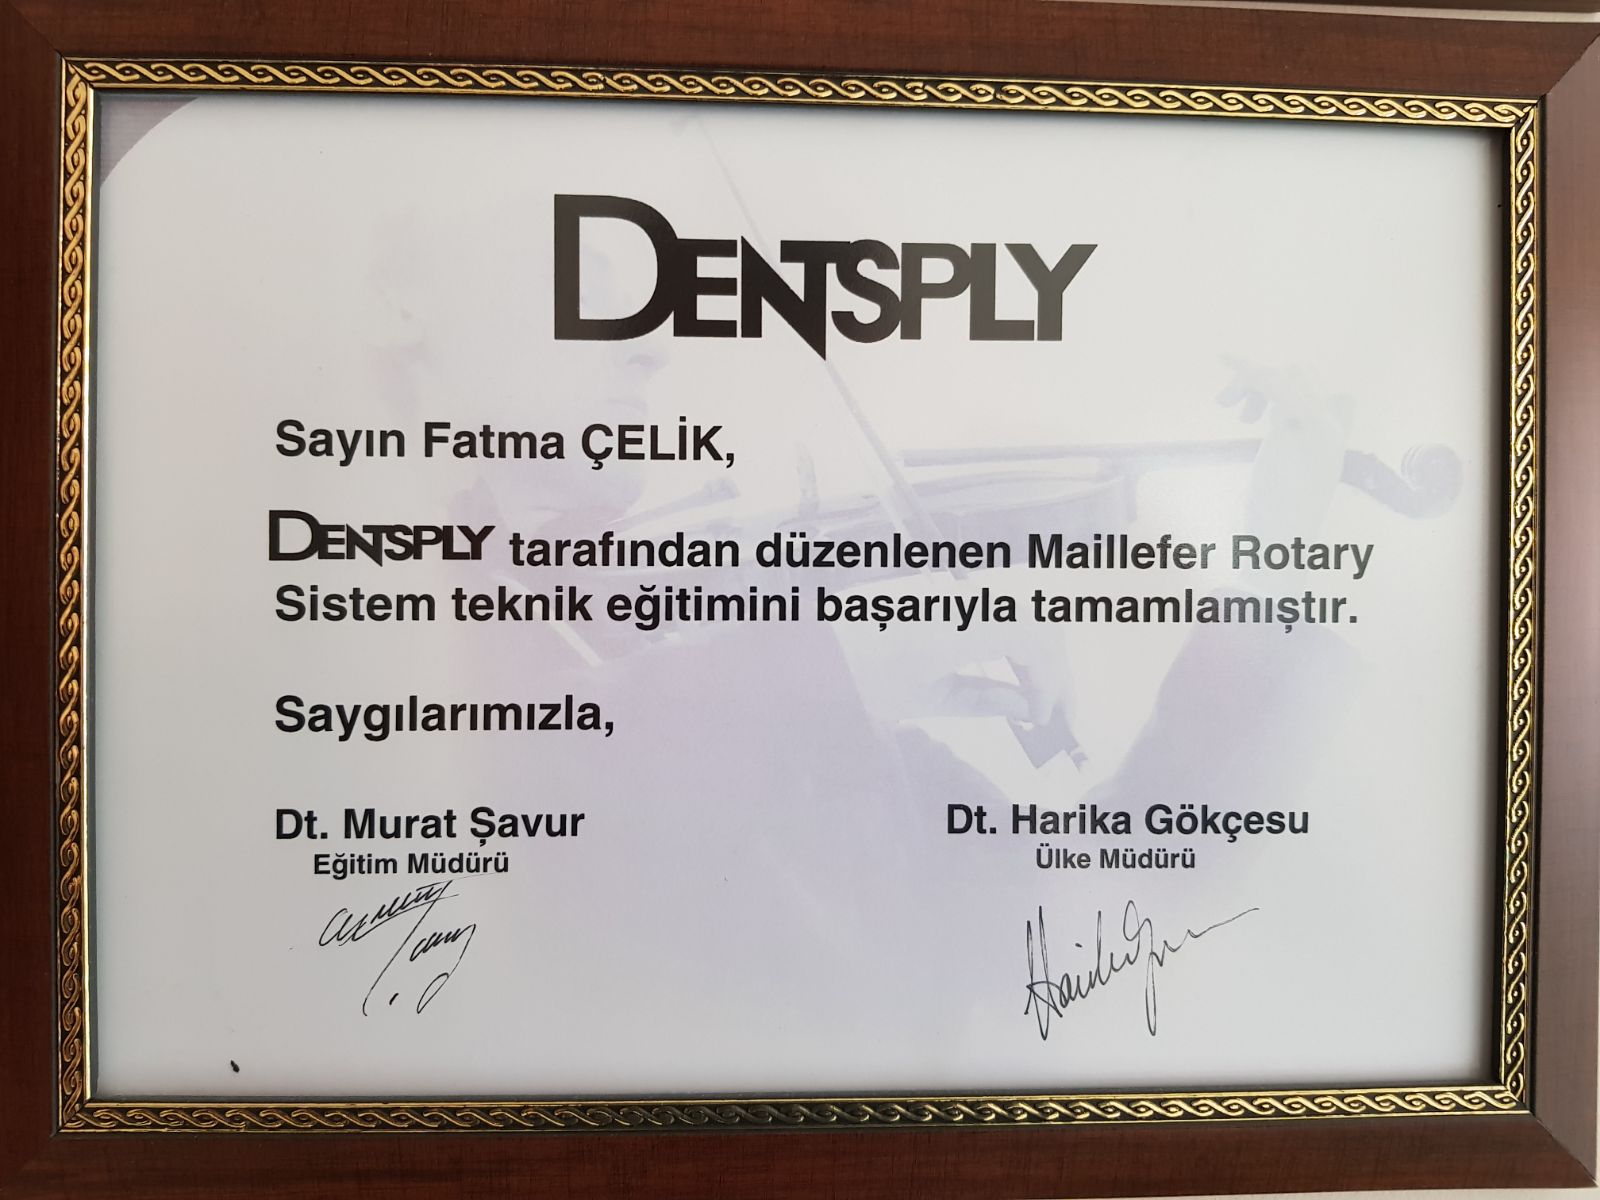 DENTSPLY
Sayın Fatma ÇELİK,
DENTSPLY tarafından düzenlenen Maillefer Rotary
Sistem teknik eğitimini başarıyla tamamlamıştır.
Saygılarımızla,
Dt. Murat Şavur
Eğitim Müdürü
Dt. Harika Gökçesu
Ülke Müdürü